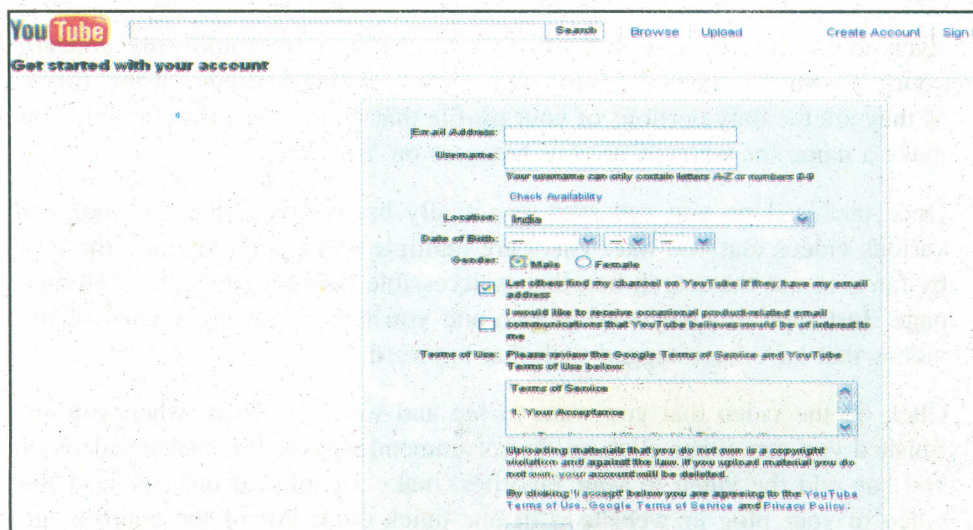 You Tube Search Browse Upload Create Account Sign
Get started with your account
Email Address:
Username:
Your username can only contain letters A-Z or numbers 0-9
Check Availability
Location: India
Date of Birth: --- --- ---
Gender: Male Female
Let others find my channel on YouTube if they have my email
address
I would like to receive occasional product-related email
communications that YouTube believes would be of interest to
me
Terms of Use: Please review the Google Terms of Service and YouTube
Terms of Use below:
Terms of Service
1. Your Acceptance
Uploading materials that you do not own is a copyright
violation and against the law. If you upload material you do
not own, your account will be deleted.
By clicking 'I accept' below you are agreeing to the YouTube
Terms of Use, Google Terms of Service and Privacy Policy.